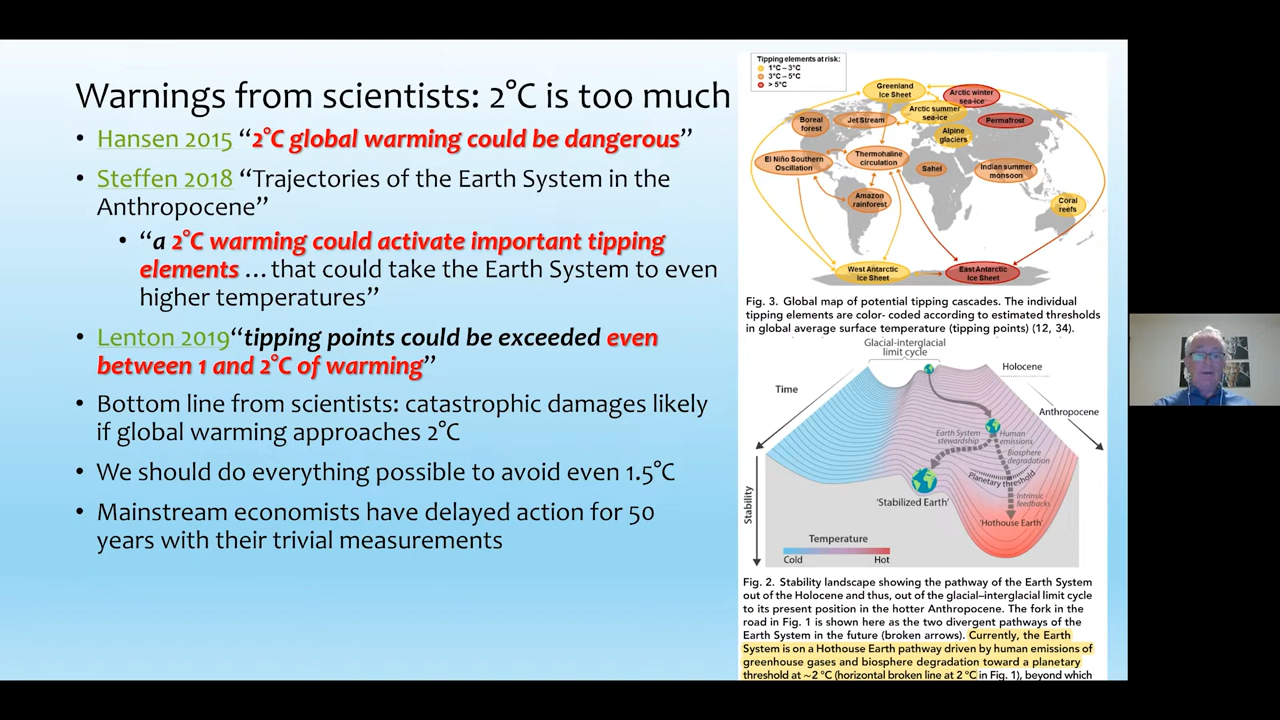 Warnings from scientists: 2°C is too much
• Hansen 2015 “2°C global warming could be dangerous”
• Steffen 2018 “Trajectories of the Earth System in the
Anthropocene”
• “a 2°C warming could activate important tipping
elements …that could take the Earth System to even
higher temperatures”
• Lenton 2019“tipping points could be exceeded even
between 1 and 2°C of warming”
• Bottom line from scientists: catastrophic damages likely
if global warming approaches 2°C
• We should do everything possible to avoid even 1.5°C
• Mainstream economists have delayed action for 50
years with their trivial measurements
Tipping elements at risk:
1°C – 3°C
3°C – 5°C
> 5°C
Greenland
Ice Sheet
Arctic winter
sea-ice
Arctic summer
sea-ice
Boreal
forest
Jet Stream
Permafrost
Alpine
glaciers
El Niño Southern
Oscillation
Thermohaline
circulation
Sahel
Indian summer
monsoon
Amazon
rainforest
Coral
reefs
West Antarctic
Ice Sheet
East Antarctic
Ice Sheet
Fig. 3. Global map of potential tipping cascades. The individual
tipping elements are color- coded according to estimated thresholds
in global average surface temperature (tipping points) (12, 34).
Glacial-interglacial
limit cycle
Holocene
Time
Anthropocene
Earth System
stewardship
Human
emissions
Biosphere
degradation
Planetary threshold
Intrinsic
feedbacks
‘Stabilized Earth’
‘Hothouse Earth’
Stability
Temperature
Cold
Hot
Fig. 2. Stability landscape showing the pathway of the Earth System
out of the Holocene and thus, out of the glacial–interglacial limit cycle
to its present position in the hotter Anthropocene. The fork in the
road in Fig. 1 is shown here as the two divergent pathways of the
Earth System in the future (broken arrows). Currently, the Earth
System is on a Hothouse Earth pathway driven by human emissions of
greenhouse gases and biosphere degradation toward a planetary
threshold at ~2 °C (horizontal broken line at 2 °C in Fig. 1), beyond which